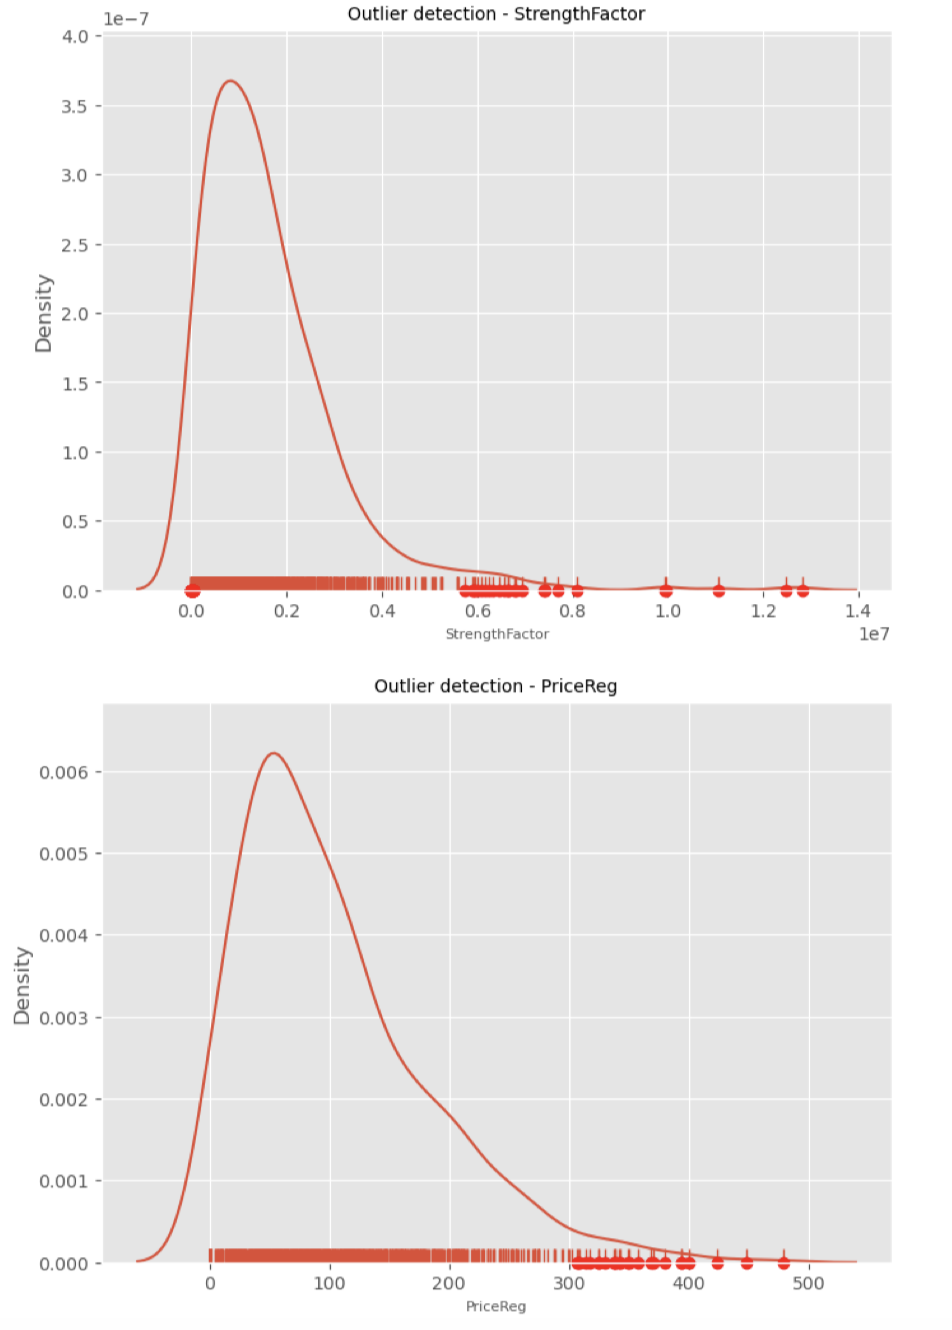 Outlier detection - StrengthFactor
1e−7
4.0
3.5
3.0
2.5
2.0
1.5
1.0
0.5
0.0
Density
0.0 0.2 0.4 0.6 0.8 1.0 1.2 1.4
1e7
StrengthFactor
Outlier detection - PriceReg
0.006
0.005
0.004
0.003
0.002
0.001
0.000
Density
0 100 200 300 400 500
PriceReg